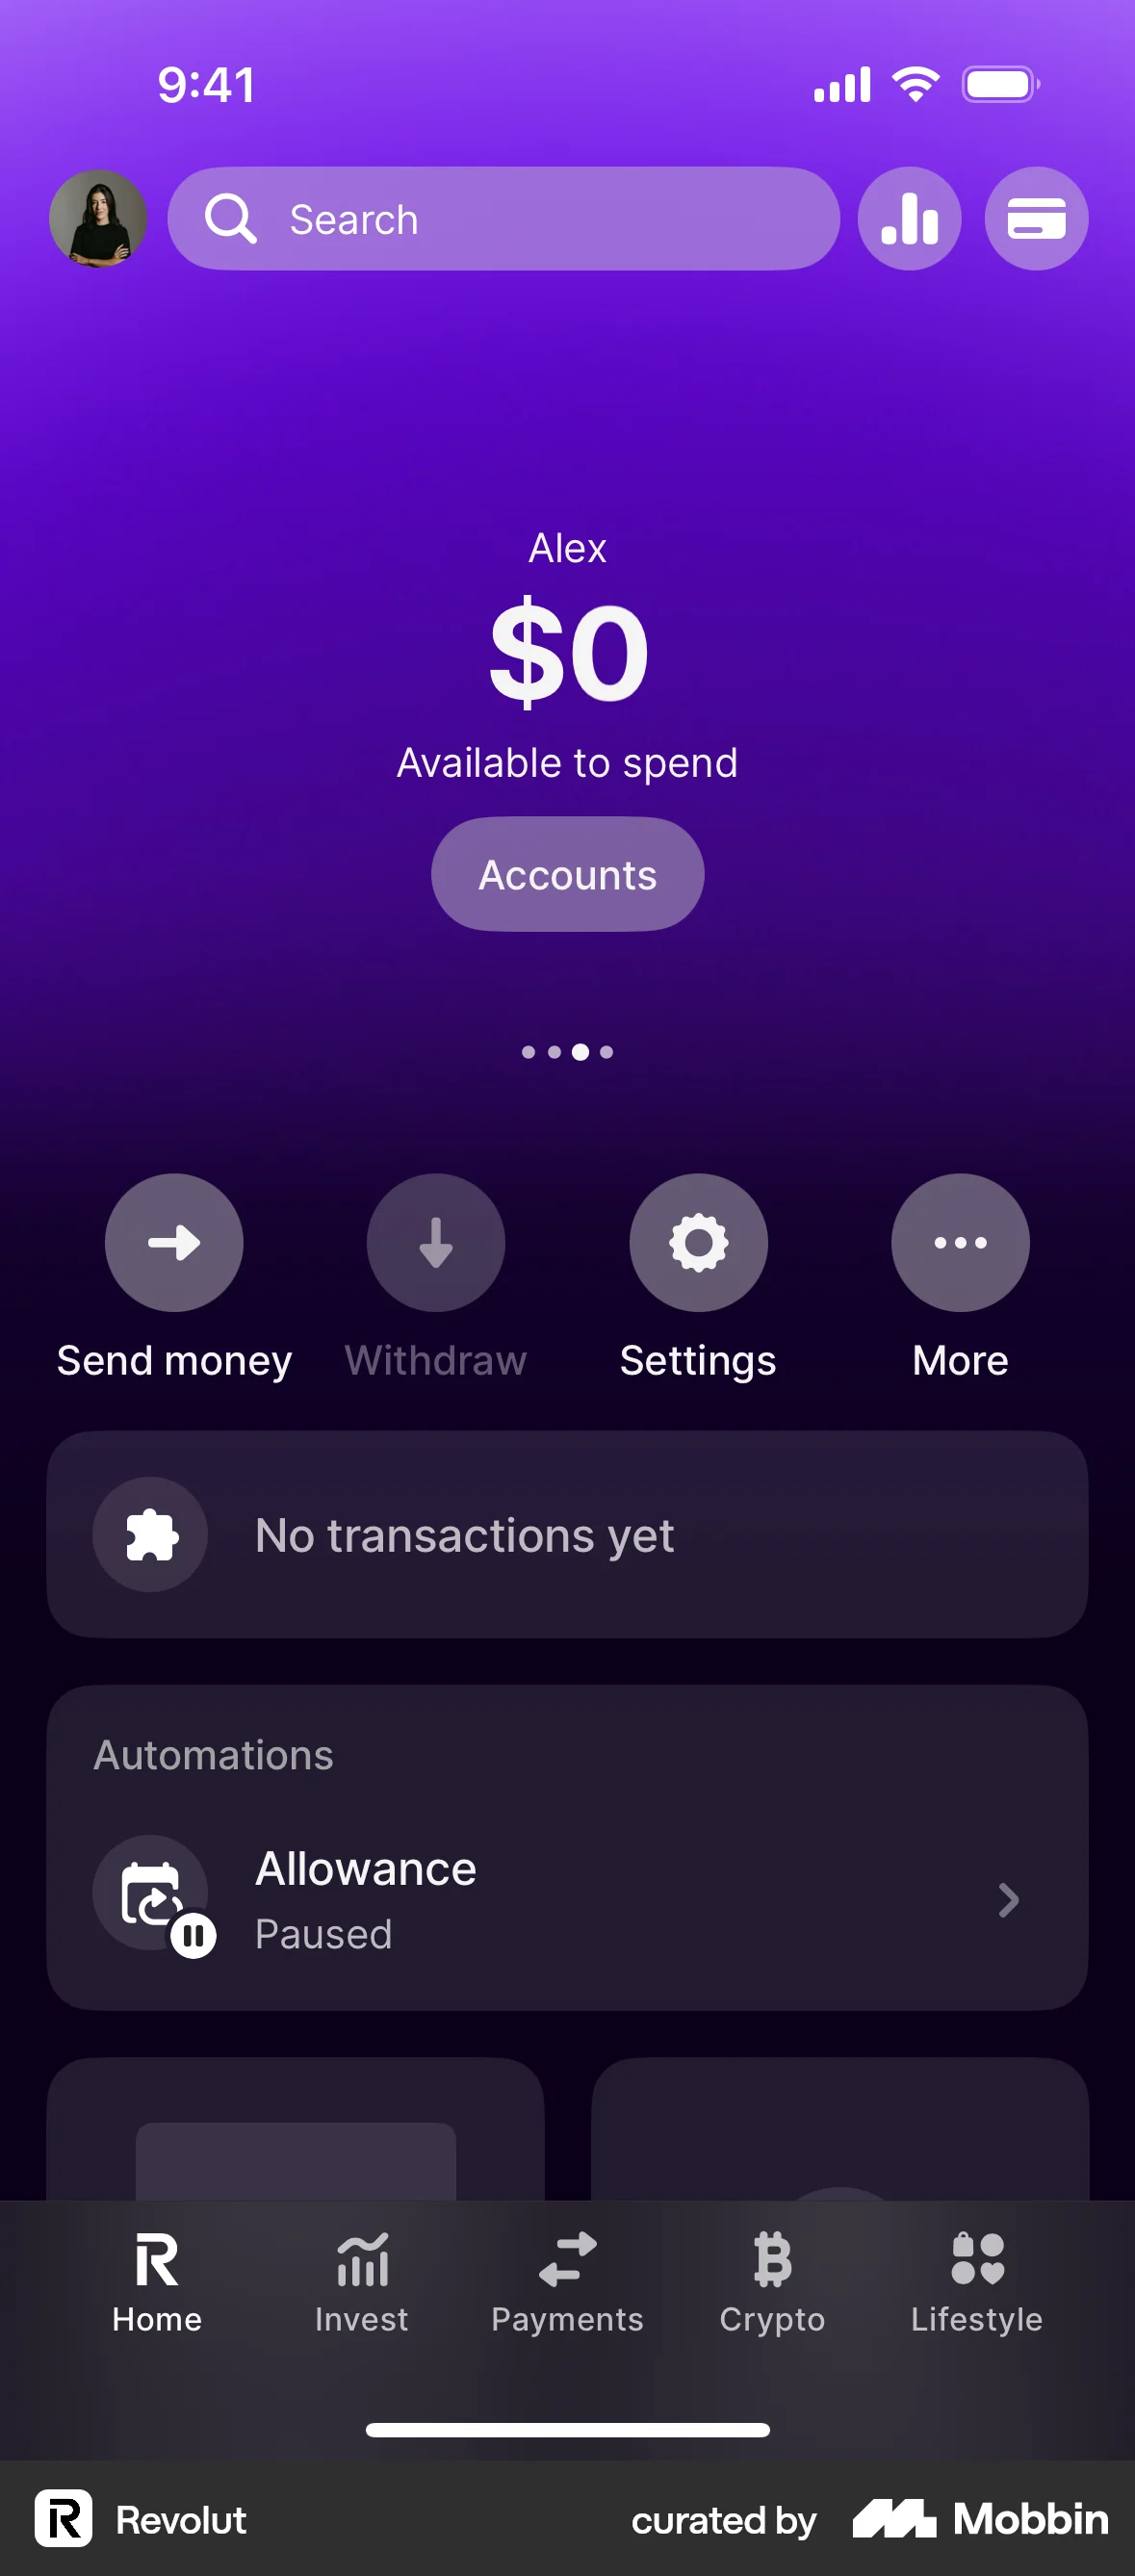 9:41
Search
Alex
$0
Available to spend
Accounts
Send money
Withdraw
Settings
More
No transactions yet
Automations
Allowance
Paused
Home
Invest
Payments
Crypto
Lifestyle
Revolut
curated by Mobbin